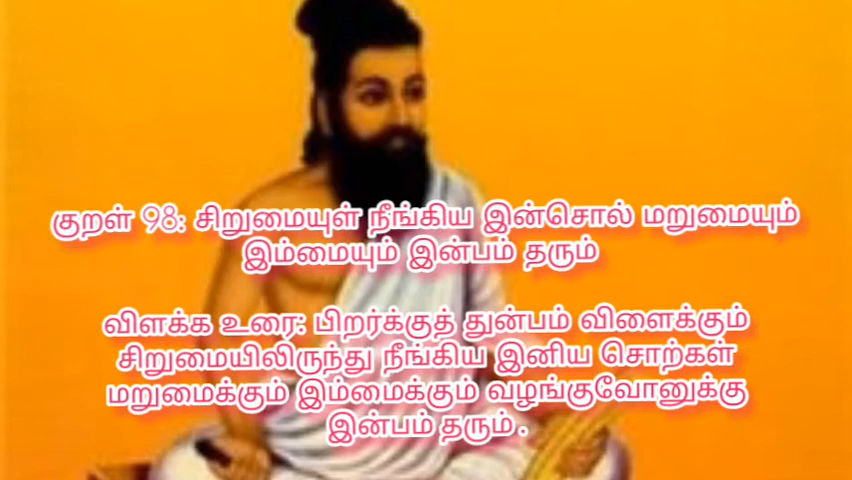 குறள் 98: சிறுமையுள் நீங்கிய இன்சொல் மறுமையும்
இம்மையும் இன்பம் தரும்
விளக்க உரை: பிறர்க்குத் துன்பம் விளைக்கும்
சிறுமையிலிருந்து நீங்கிய இனிய சொற்கள்
மறுமைக்கும் இம்மைக்கும் வழங்குவோனுக்கு
இன்பம் தரும் .